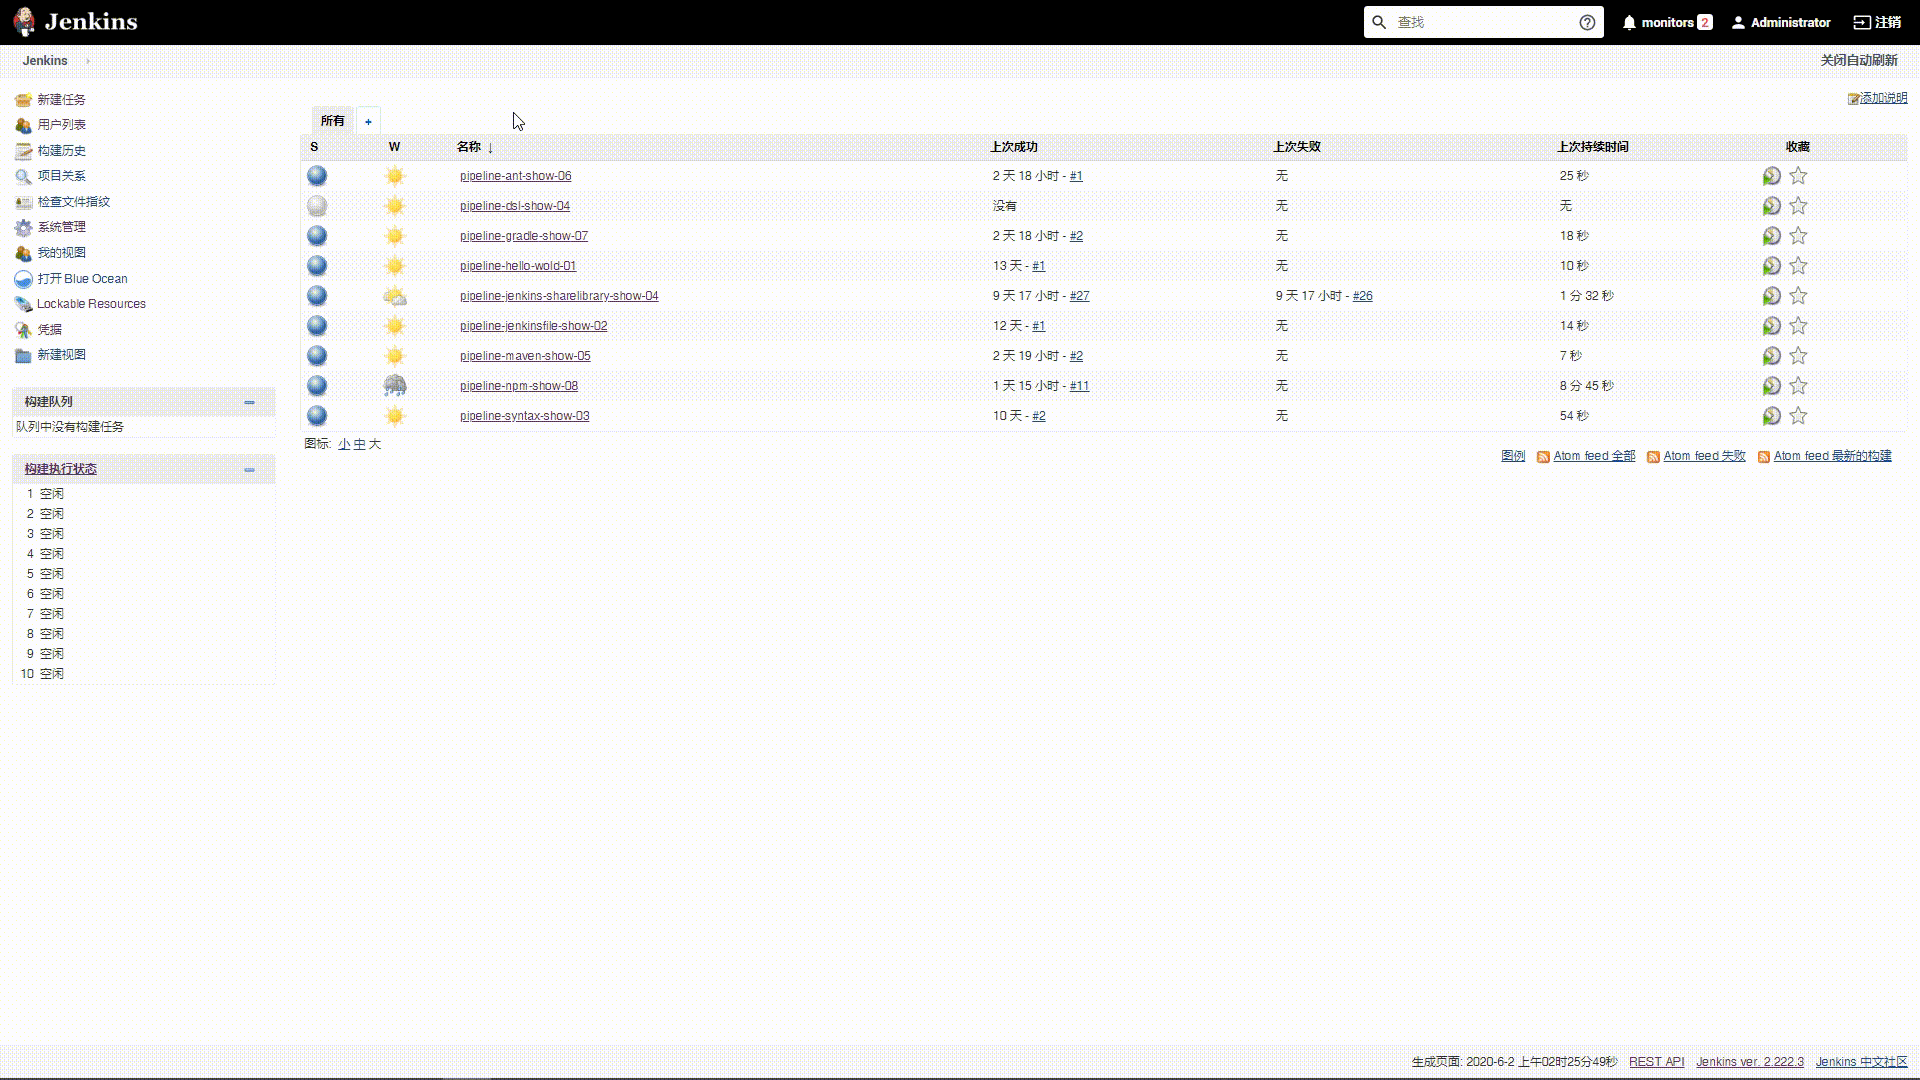 Jenkins
查找
monitors 2
Administrator
注销
Jenkins
关闭自动刷新
新建任务
用户列表
构建历史
项目关系
检查文件指纹
系统管理
我的视图
打开 Blue Ocean
Lockable Resources
凭据
新建视图
构建队列
队列中没有构建任务
构建执行状态
1 空闲
2 空闲
3 空闲
4 空闲
5 空闲
6 空闲
7 空闲
8 空闲
9 空闲
10 空闲
添加说明
所有 +
S W 名称 ↓ 上次成功 上次失败 上次持续时间 收藏
pipeline-ant-show-06 2 天 18 小时 - #1 无 25 秒
pipeline-dsl-show-04 没有 无 无
pipeline-gradle-show-07 2 天 18 小时 - #2 无 18 秒
pipeline-hello-wold-01 13 天 - #1 无 10 秒
pipeline-jenkins-sharelibrary-show-04 9 天 17 小时 - #27 9 天 17 小时 - #26 1 分 32 秒
pipeline-jenkinsfile-show-02 12 天 - #1 无 14 秒
pipeline-maven-show-05 2 天 19 小时 - #2 无 7 秒
pipeline-npm-show-08 1 天 15 小时 - #11 无 8 分 45 秒
pipeline-syntax-show-03 10 天 - #2 无 54 秒
图标: 小 中 大
图例 Atom feed 全部 Atom feed 失败 Atom feed 最新的构建
生成页面: 2020-6-2 上午02时25分49秒 REST API Jenkins ver. 2.222.3 Jenkins 中文社区